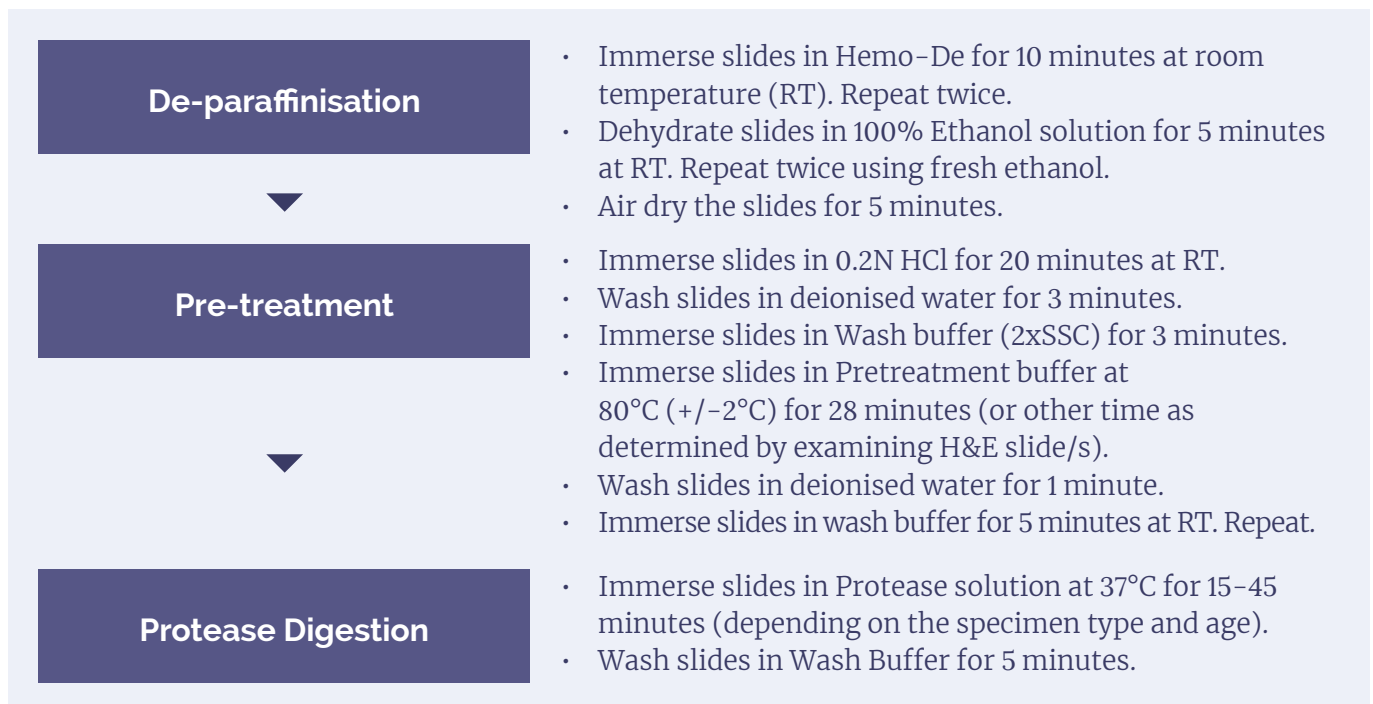 De-paraffinisation
• Immerse slides in Hemo-De for 10 minutes at room
temperature (RT). Repeat twice.
• Dehydrate slides in 100% Ethanol solution for 5 minutes
at RT. Repeat twice using fresh ethanol.
• Air dry the slides for 5 minutes.
Pre-treatment
• Immerse slides in 0.2N HCl for 20 minutes at RT.
• Wash slides in deionised water for 3 minutes.
• Immerse slides in Wash buffer (2xSSC) for 3 minutes.
• Immerse slides in Pretreatment buffer at
80°C (+/-2°C) for 28 minutes (or other time as
determined by examining H&E slide/s).
• Wash slides in deionised water for 1 minute.
• Immerse slides in wash buffer for 5 minutes at RT. Repeat.
Protease Digestion
• Immerse slides in Protease solution at 37°C for 15-45
minutes (depending on the specimen type and age).
• Wash slides in Wash Buffer for 5 minutes.